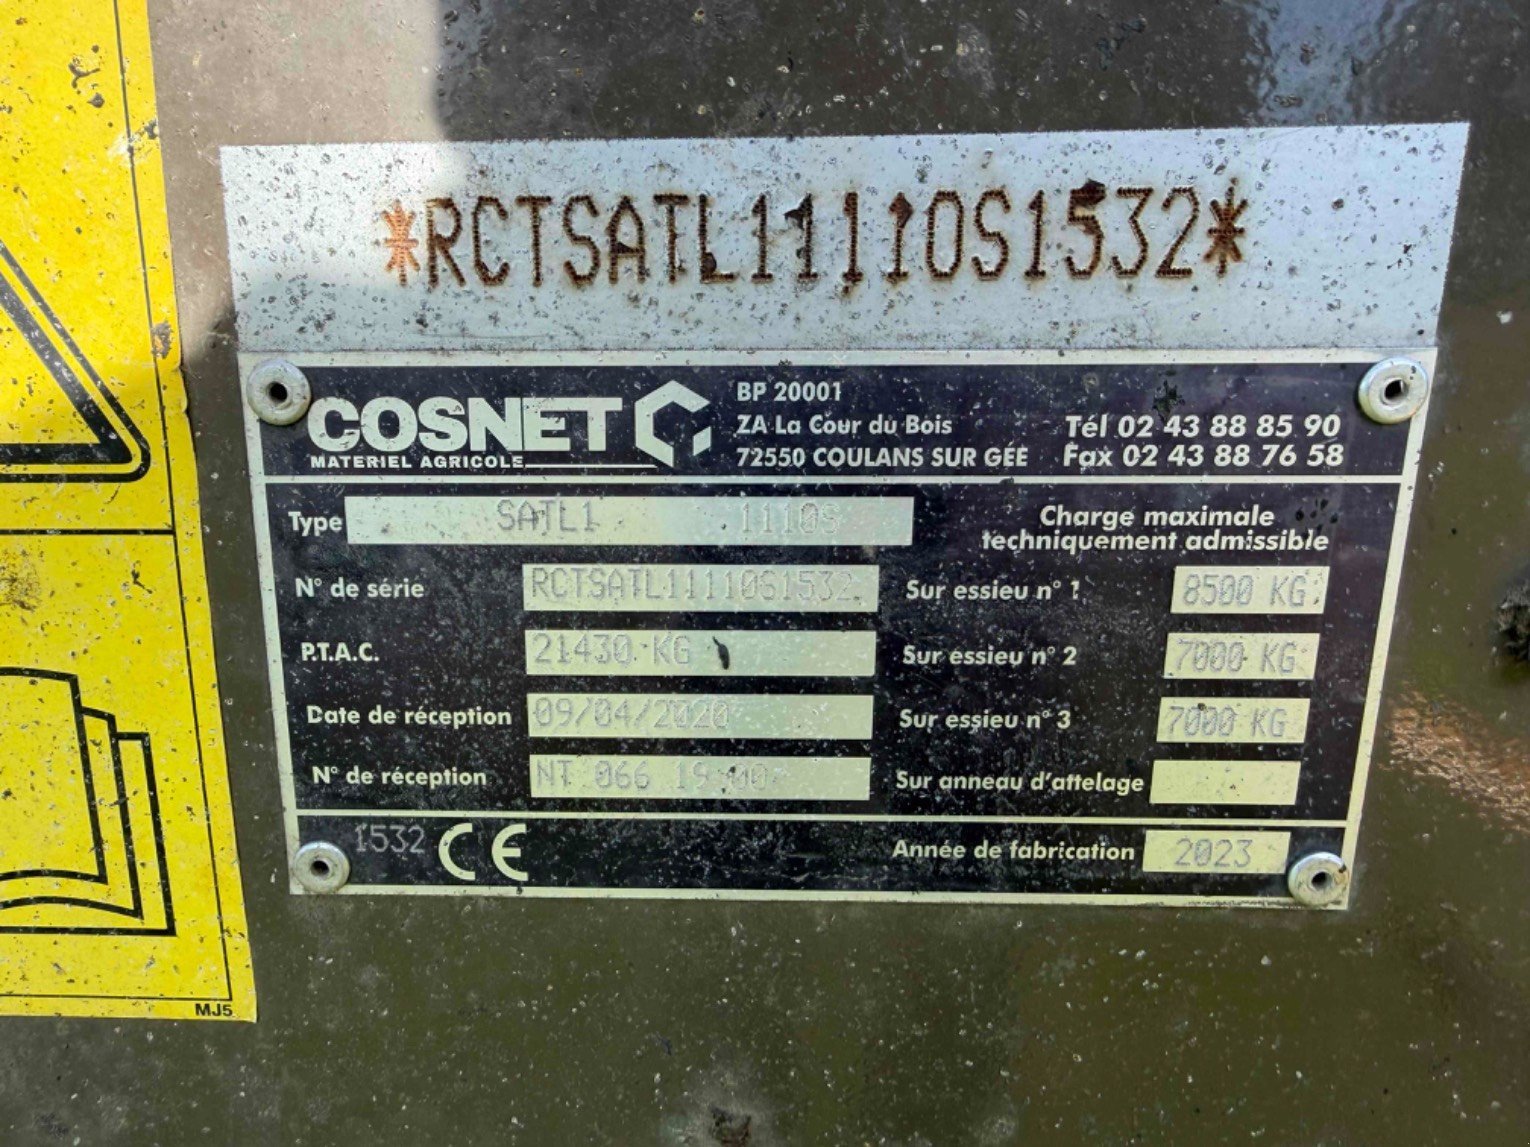 *RCTSATL11110S1532*
COSNET
MATERIEL AGRICOLE
BP 20001
ZA La Cour du Bois
72550 COULANS SUR GÉE
Tél 02 43 88 85 90
Fax 02 43 88 76 58
Type SATL1 1110S
N° de série RCTSATL11110S1532
P.T.A.C. 21430 KG
Date de réception 09/04/2020
N° de réception NT 066 19
Charge maximale
techniquement admissible
Sur essieu n° 1 8500 KG
Sur essieu n° 2 7000 KG
Sur essieu n° 3 7000 KG
Sur anneau d'attelage
1532 CE
Année de fabrication 2023
MJ5